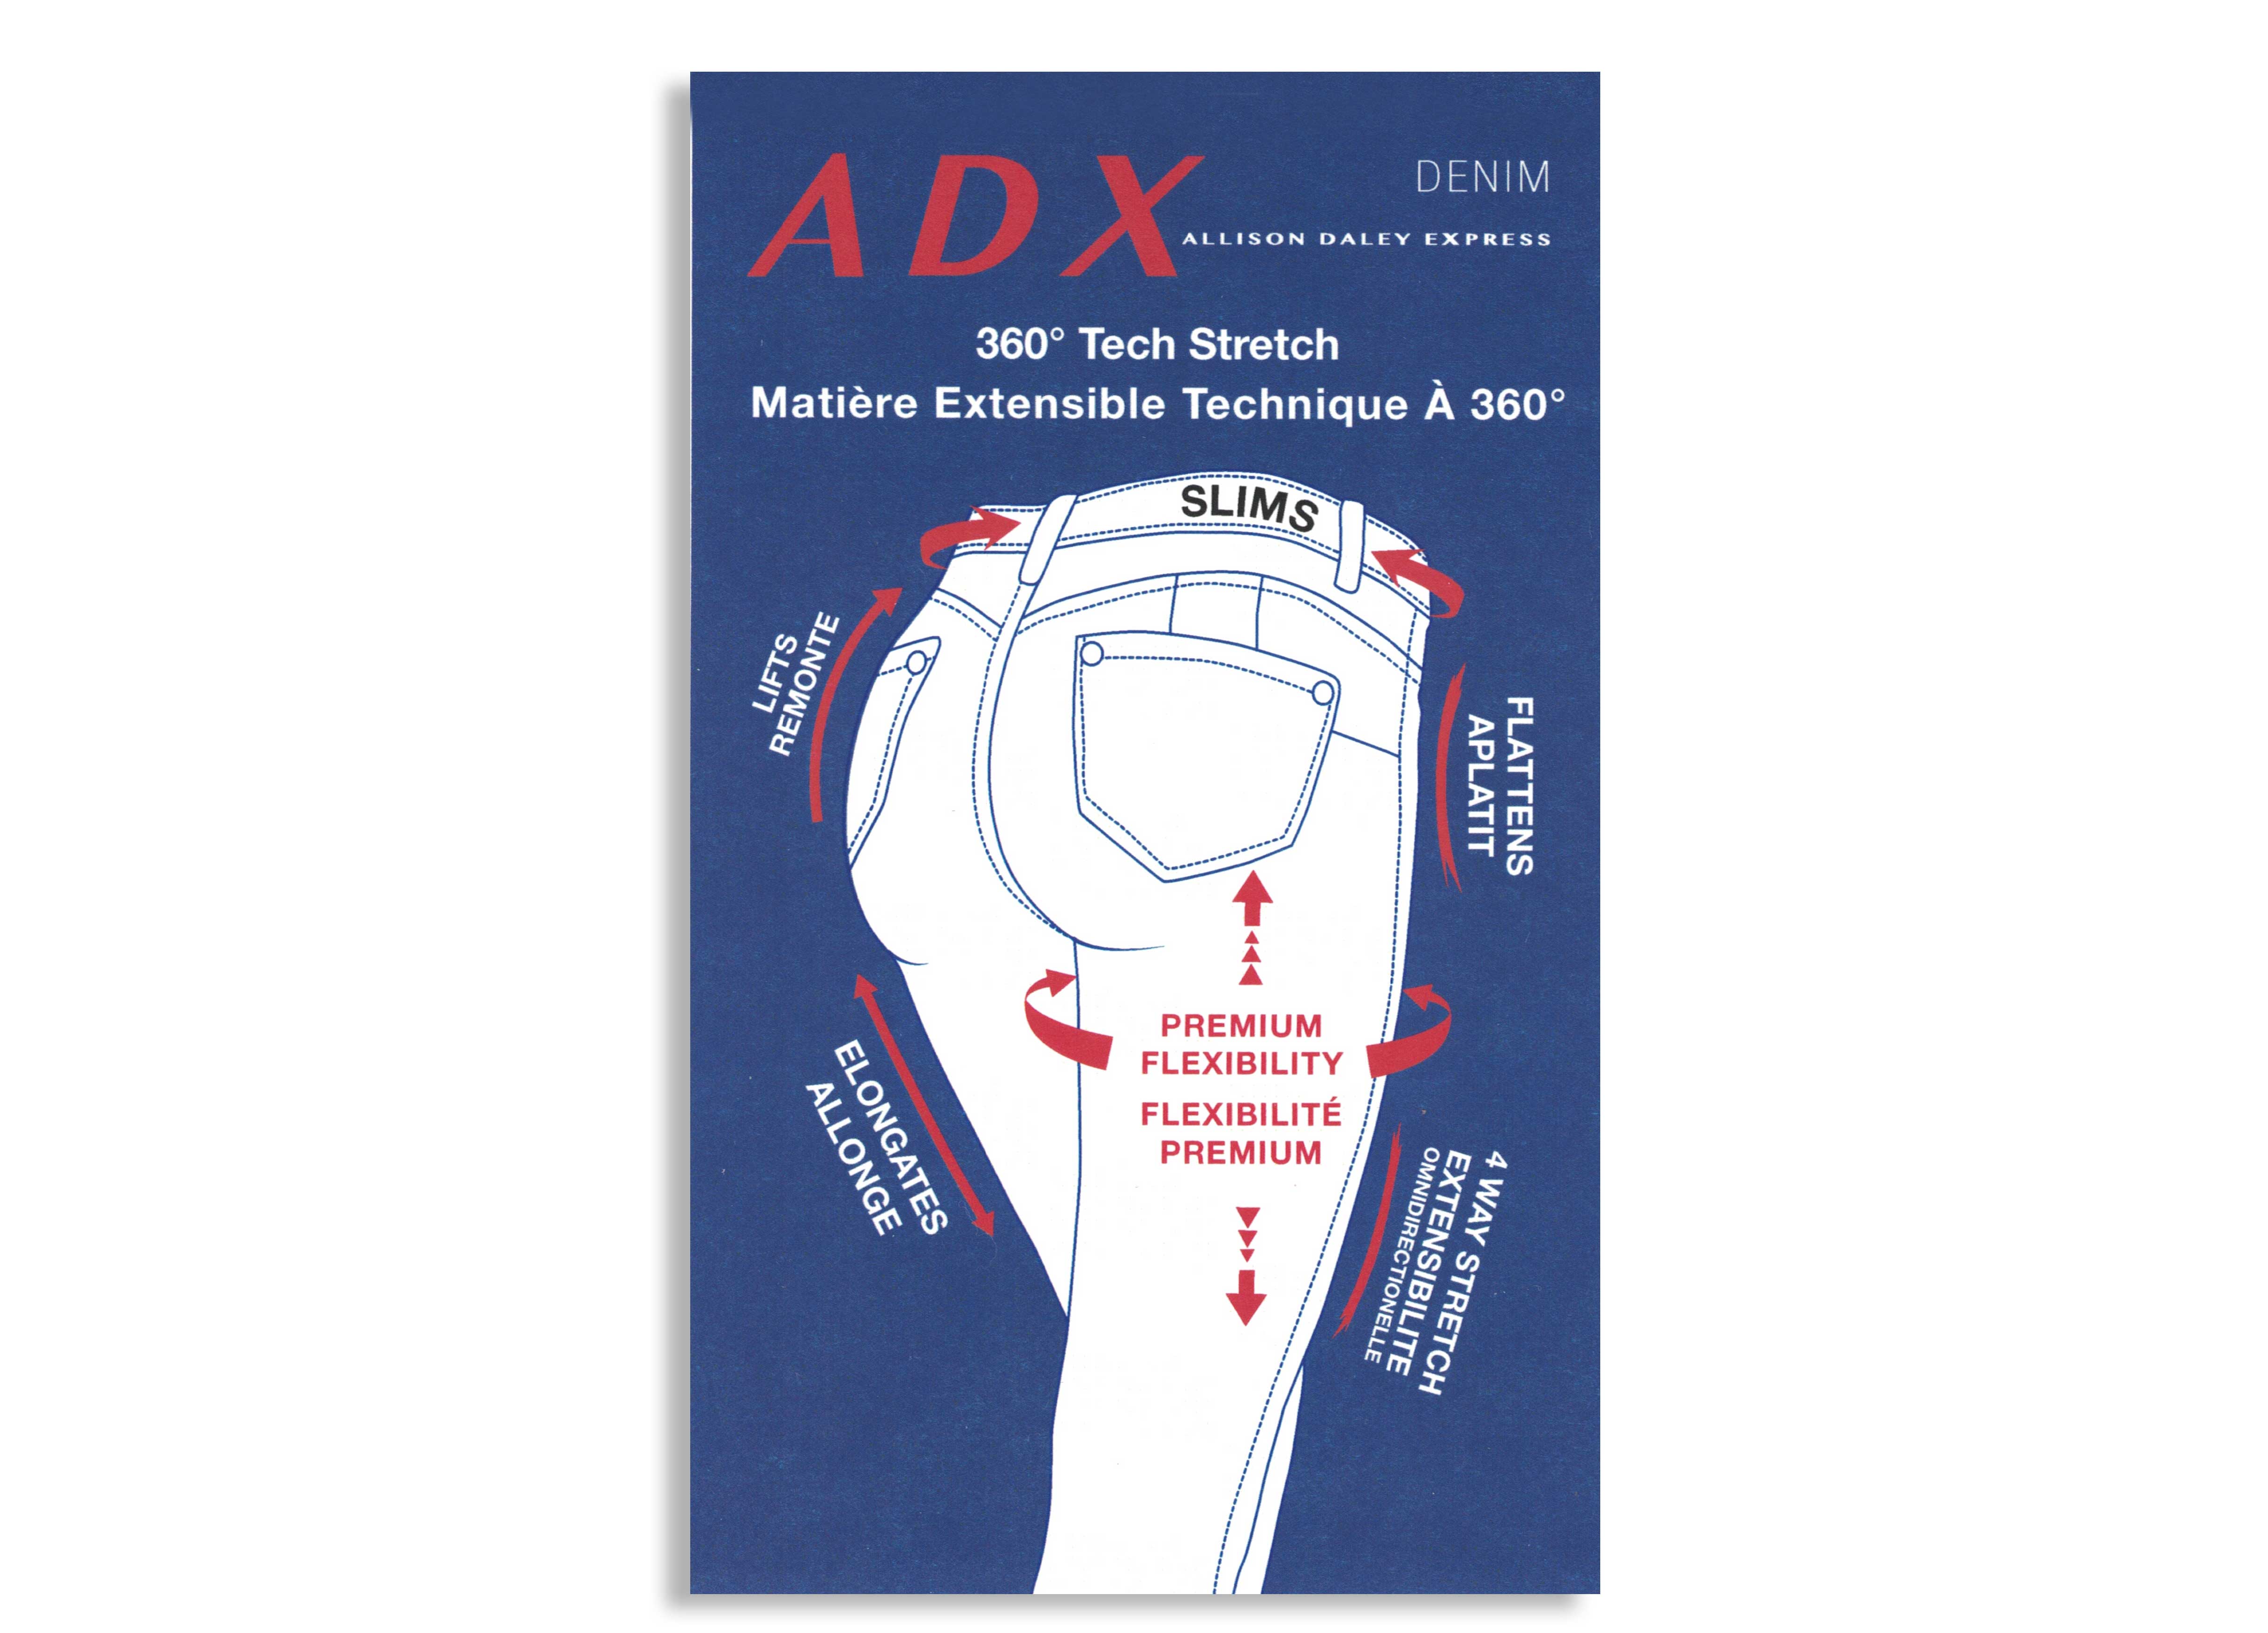 ADX
DENIM
ALLISON DALEY EXPRESS
360° Tech Stretch
Matière Extensible Technique À 360°
SLIMS
LIFTS
REMONTE
FLATTENS
APLATIT
PREMIUM
FLEXIBILITY
FLEXIBILITÉ
PREMIUM
ELONGATES
ALLONGE
4 WAY STRETCH
EXTENSIBILITE
OMNIDIRECTIONELLE